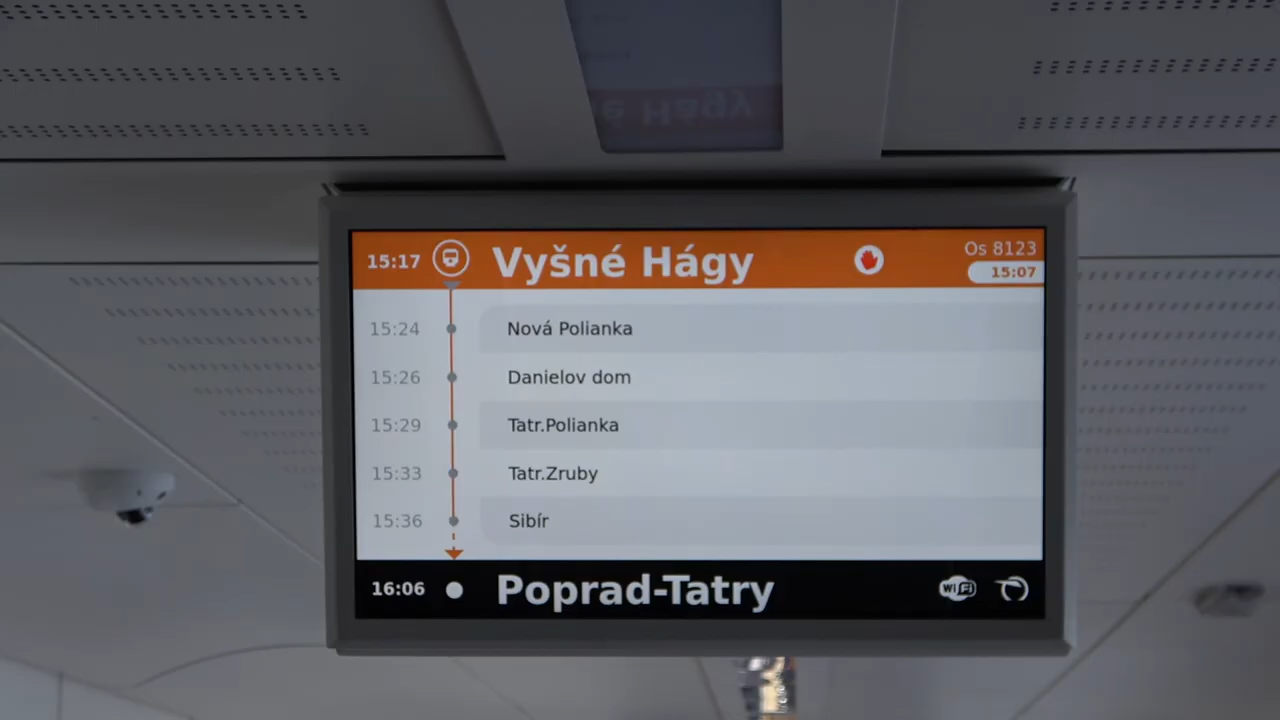 15:17 Vyšné Hágy Os 8123
15:07
15:24 Nová Polianka
15:26 Danielov dom
15:29 Tatr.Polianka
15:33 Tatr.Zruby
15:36 Sibír
16:06 Poprad-Tatry WiFi